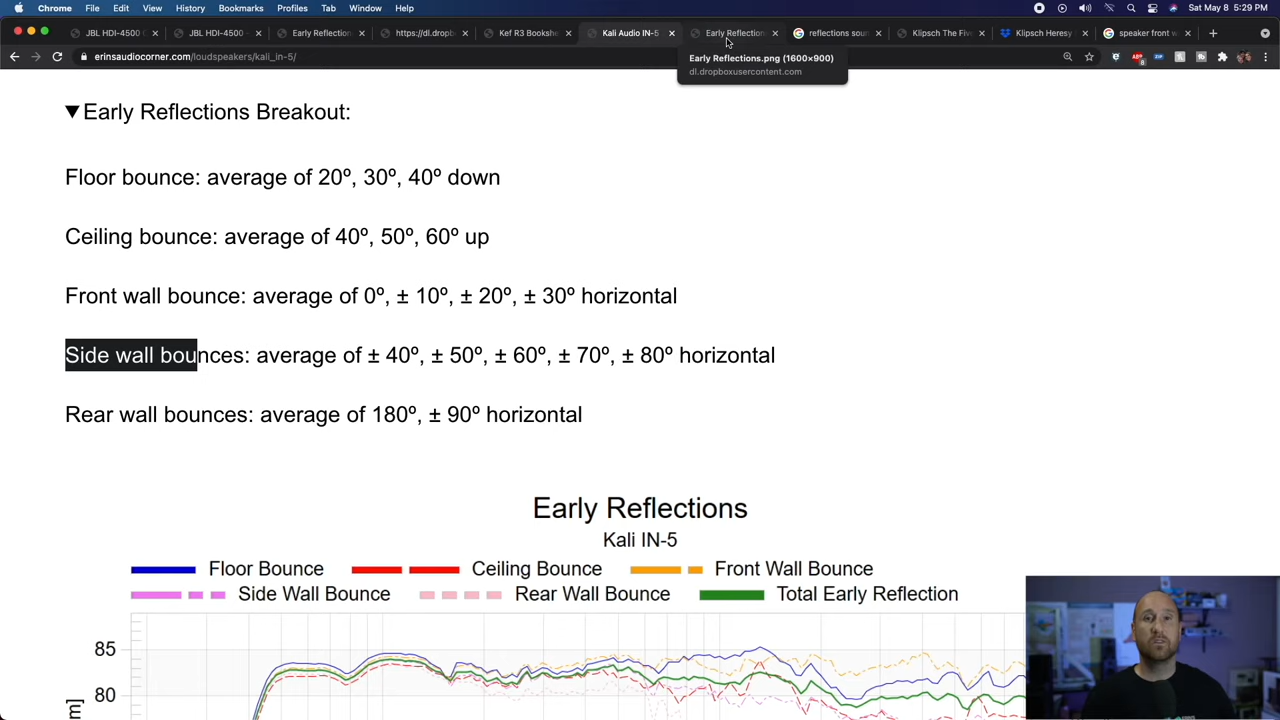 Chrome File Edit View History Bookmarks Profiles Tab Window Help Sat May 8 5:29 PM
JBL HDI-4500 C JBL HDI-4500 - Early Reflection https://dl.dropb Kef R3 Bookshe Kali Audio IN-5 Early Reflection reflections soun Klipsch The Five Klipsch Heresy speaker front w
erinsaudiocorner.com/loudspeakers/kali_in-5/
Early Reflections.png (1600×900)
dl.dropboxusercontent.com
▼Early Reflections Breakout:
Floor bounce: average of 20º, 30º, 40º down
Ceiling bounce: average of 40º, 50º, 60º up
Front wall bounce: average of 0º, ± 10º, ± 20º, ± 30º horizontal
Side wall bounces: average of ± 40º, ± 50º, ± 60º, ± 70º, ± 80º horizontal
Rear wall bounces: average of 180º, ± 90º horizontal
Early Reflections
Kali IN-5
Floor Bounce Ceiling Bounce Front Wall Bounce
Side Wall Bounce Rear Wall Bounce Total Early Reflection
85
80
m]